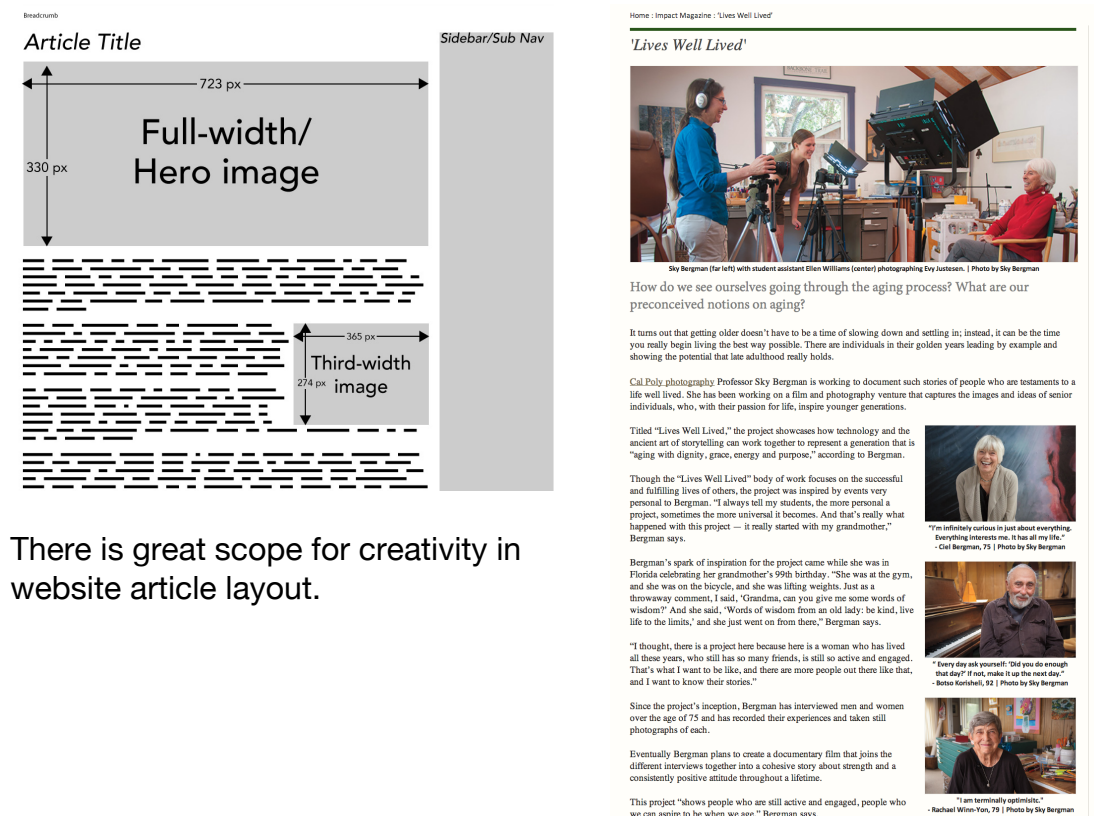 Breadcrumb
Article Title
Sidebar/Sub Nav
723 px
Full-width/
Hero image
330 px
365 px
Third-width
image
274 px
There is great scope for creativity in
website article layout.
Home : Impact Magazine : ‘Lives Well Lived’
'Lives Well Lived'
Sky Bergman (far left) with student assistant Ellen Williams (center) photographing Evy Justesen. | Photo by Sky Bergman
How do we see ourselves going through the aging process? What are our
preconceived notions on aging?
It turns out that getting older doesn’t have to be a time of slowing down and settling in; instead, it can be the time
you really begin living the best way possible. There are individuals in their golden years leading by example and
showing the potential that late adulthood really holds.
Cal Poly photography Professor Sky Bergman is working to document such stories of people who are testaments to a
life well lived. She has been working on a film and photography venture that captures the images and ideas of senior
individuals, who, with their passion for life, inspire younger generations.
Titled “Lives Well Lived,” the project showcases how technology and the
ancient art of storytelling can work together to represent a generation that is
“aging with dignity, grace, energy and purpose,” according to Bergman.
Though the “Lives Well Lived” body of work focuses on the successful
and fulfilling lives of others, the project was inspired by events very
personal to Bergman. “I always tell my students, the more personal a
project, sometimes the more universal it becomes. And that’s really what
happened with this project — it really started with my grandmother,”
Bergman says.
Bergman’s spark of inspiration for the project came while she was in
Florida celebrating her grandmother’s 99th birthday. “She was at the gym,
and she was on the bicycle, and she was lifting weights. Just as a
throwaway comment, I said, ‘Grandma, can you give me some words of
wisdom?’ And she said, ‘Words of wisdom from an old lady: be kind, live
life to the limits,’ and she just went on from there,” Bergman says.
“I thought, there is a project here because here is a woman who has lived
all these years, who still has so many friends, is still so active and engaged.
That’s what I want to be like, and there are more people out there like that,
and I want to know their stories.”
Since the project’s inception, Bergman has interviewed men and women
over the age of 75 and has recorded their experiences and taken still
photographs of each.
Eventually Bergman plans to create a documentary film that joins the
different interviews together into a cohesive story about strength and a
consistently positive attitude throughout a lifetime.
This project “shows people who are still active and engaged, people who
we can aspire to be when we age,” Bergman says.
“I’m infinitely curious in just about everything.
Everything interests me. It has all my life.”
- Ciel Bergman, 75 | Photo by Sky Bergman
“ Every day ask yourself: ‘Did you do enough
that day?’ If not, make it up the next day.”
- Botso Korishell, 92 | Photo by Sky Bergman
"I am terminally optimisitc."
- Rachael Winn-Yon, 79 | Photo by Sky Bergman